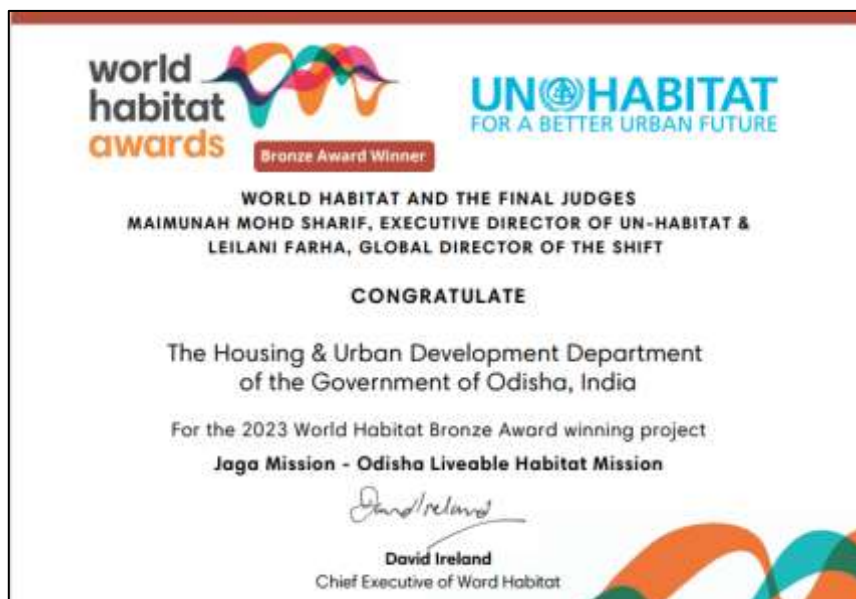 world
habitat
awards
Bronze Award Winner
UN HABITAT
FOR A BETTER URBAN FUTURE
WORLD HABITAT AND THE FINAL JUDGES
MAIMUNAH MOHD SHARIF, EXECUTIVE DIRECTOR OF UN-HABITAT &
LEILANI FARHA, GLOBAL DIRECTOR OF THE SHIFT
CONGRATULATE
The Housing & Urban Development Department
of the Government of Odisha, India
For the 2023 World Habitat Bronze Award winning project
Jaga Mission - Odisha Liveable Habitat Mission
David Ireland
David Ireland
Chief Executive of Word Habitat